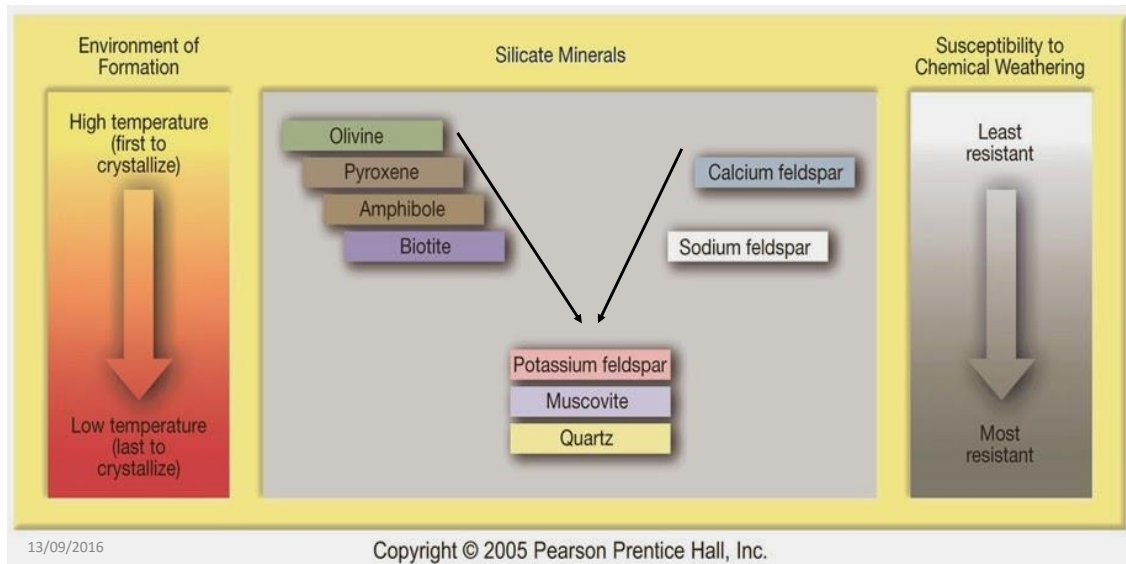 Environment of
Formation
Silicate Minerals
Susceptibility to
Chemical Weathering
High temperature
(first to
crystallize)
Low temperature
(last to
crystallize)
Olivine
Pyroxene
Amphibole
Biotite
Calcium feldspar
Sodium feldspar
Potassium feldspar
Muscovite
Quartz
Least
resistant
Most
resistant
13/09/2016
Copyright © 2005 Pearson Prentice Hall, Inc.